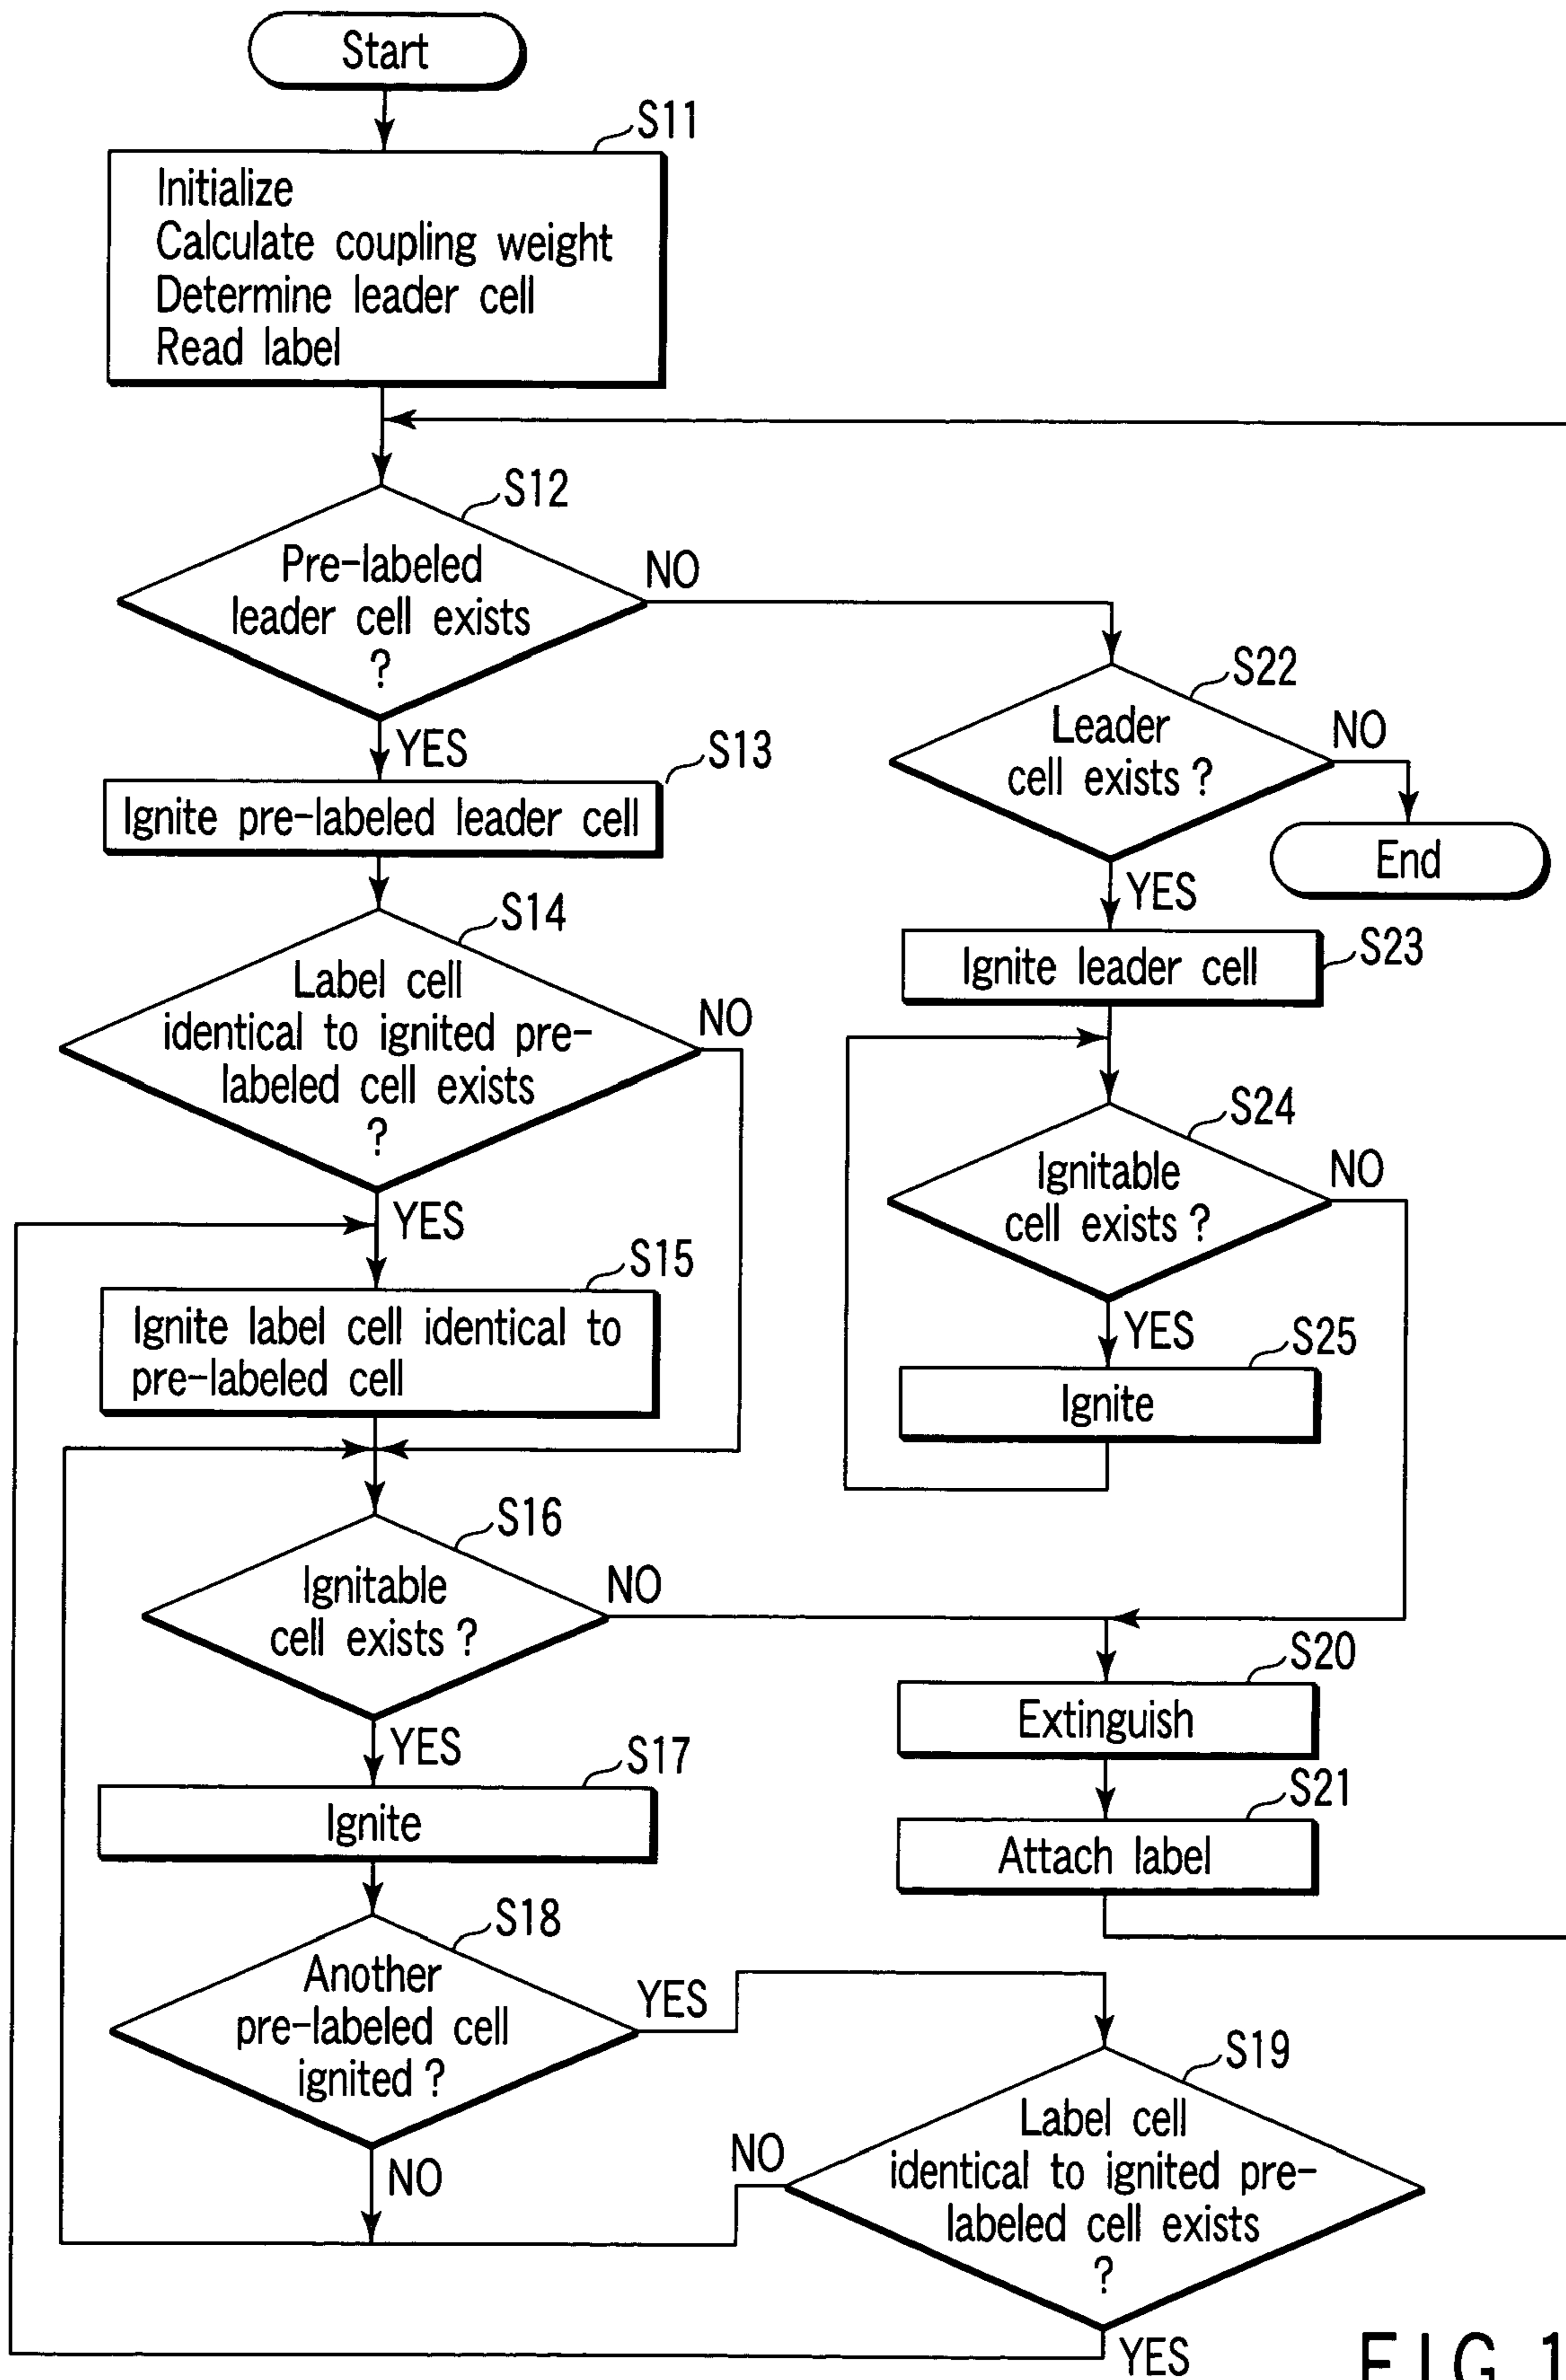 Start
S11
Initialize
Calculate coupling weight
Determine leader cell
Read label
S12
Pre-labeled
leader cell exists
?
NO
YES
S13
Ignite pre-labeled leader cell
S14
Label cell
identical to ignited pre-
labeled cell exists
?
NO
YES
S15
Ignite label cell identical to
pre-labeled cell
S16
Ignitable
cell exists ?
NO
YES
S17
Ignite
S18
Another
pre-labeled cell
ignited ?
YES
NO
S22
Leader
cell exists ?
NO
End
YES
S23
Ignite leader cell
S24
Ignitable
cell exists ?
NO
YES
S25
Ignite
S20
Extinguish
S21
Attach label
S19
Label cell
identical to ignited pre-
labeled cell exists
?
NO
YES
FIG. 1